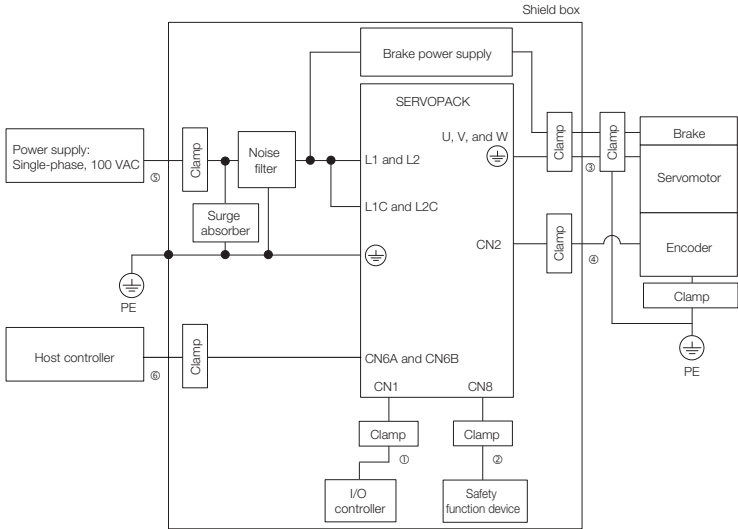 Shield box
Brake power supply
SERVOPACK
U, V, and W
Clamp
Clamp
Brake
Power supply:
Single-phase, 100 VAC
⑤
Clamp
Noise
filter
L1 and L2
③
Servomotor
Surge
absorber
L1C and L2C
CN2
Clamp
④
Encoder
Clamp
PE
PE
Host controller
⑥
Clamp
CN6A and CN6B
CN1
CN8
Clamp
Clamp
①
②
I/O
controller
Safety
function device